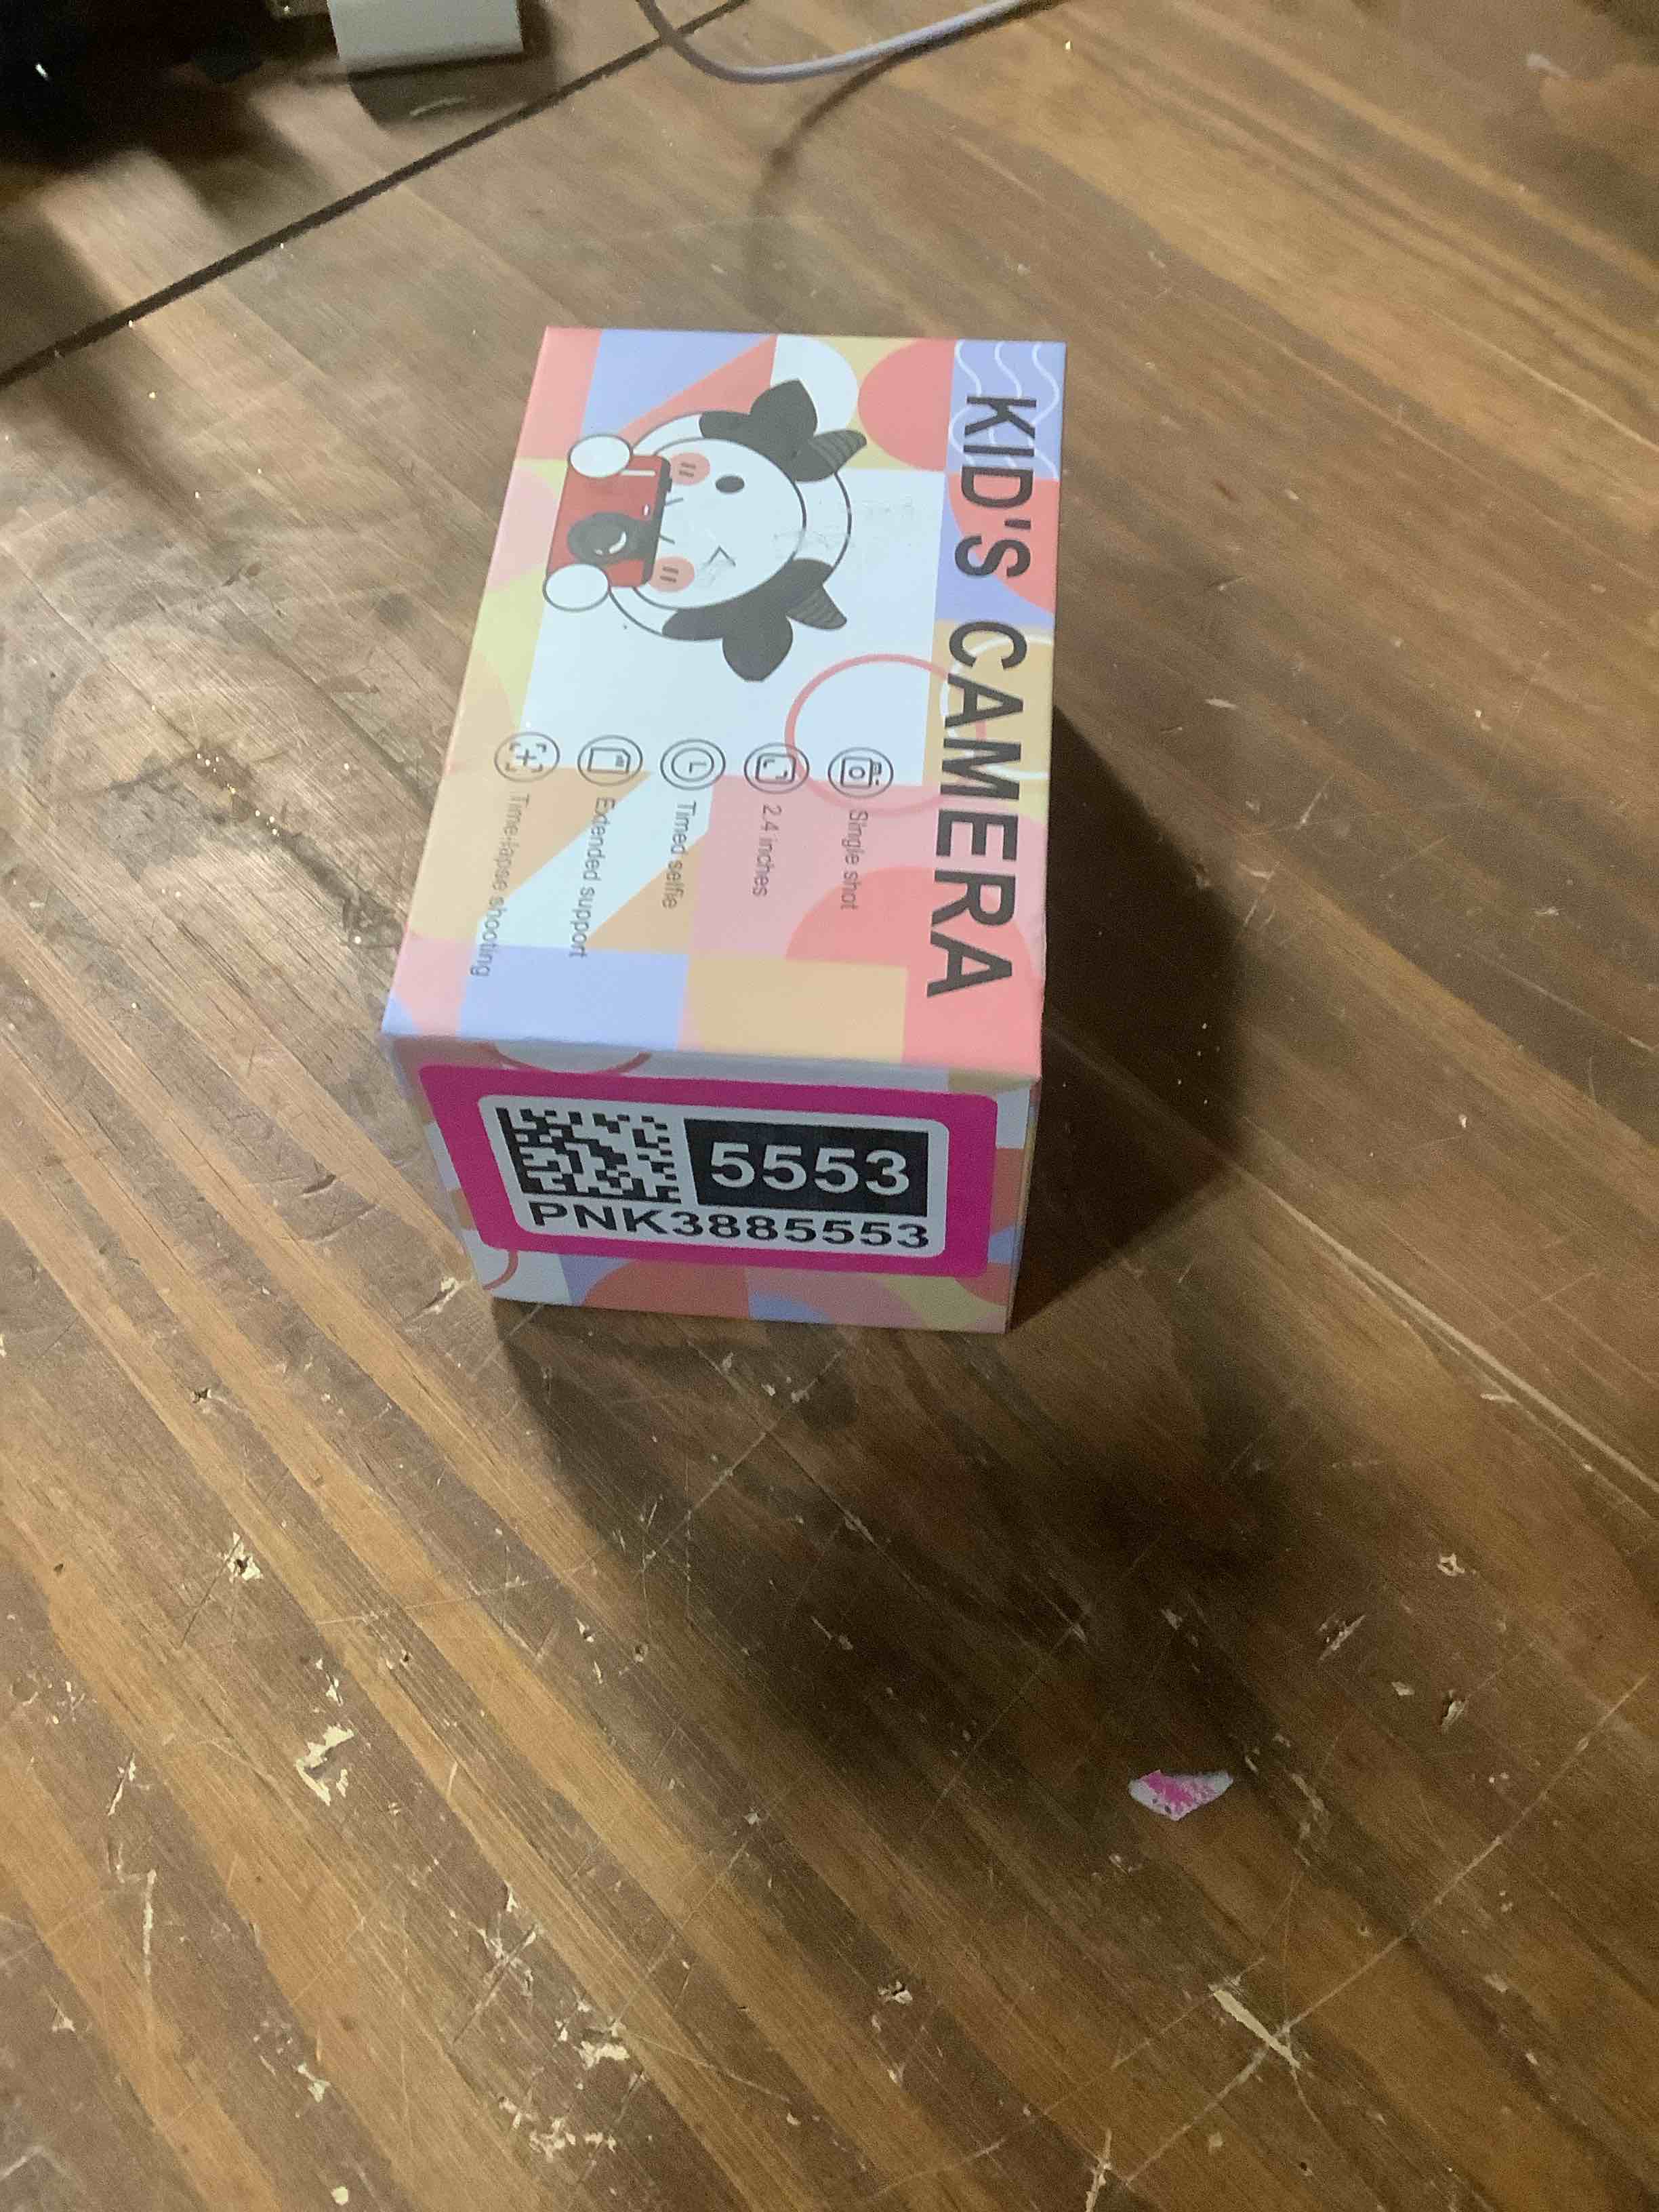 KID'S CAMERA
Single shot
2.4 inches
Timed selfie
Extended support
Time-lapse shooting
5553
PNK3885553